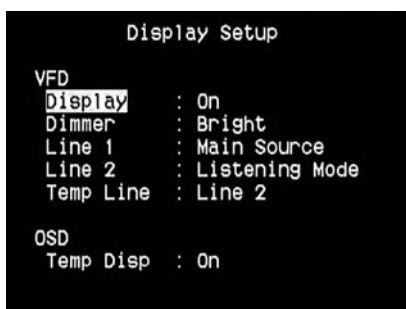 Display Setup
VFD
Display : On
Dimmer : Bright
Line 1 : Main Source
Line 2 : Listening Mode
Temp Line : Line 2
OSD
Temp Disp : On